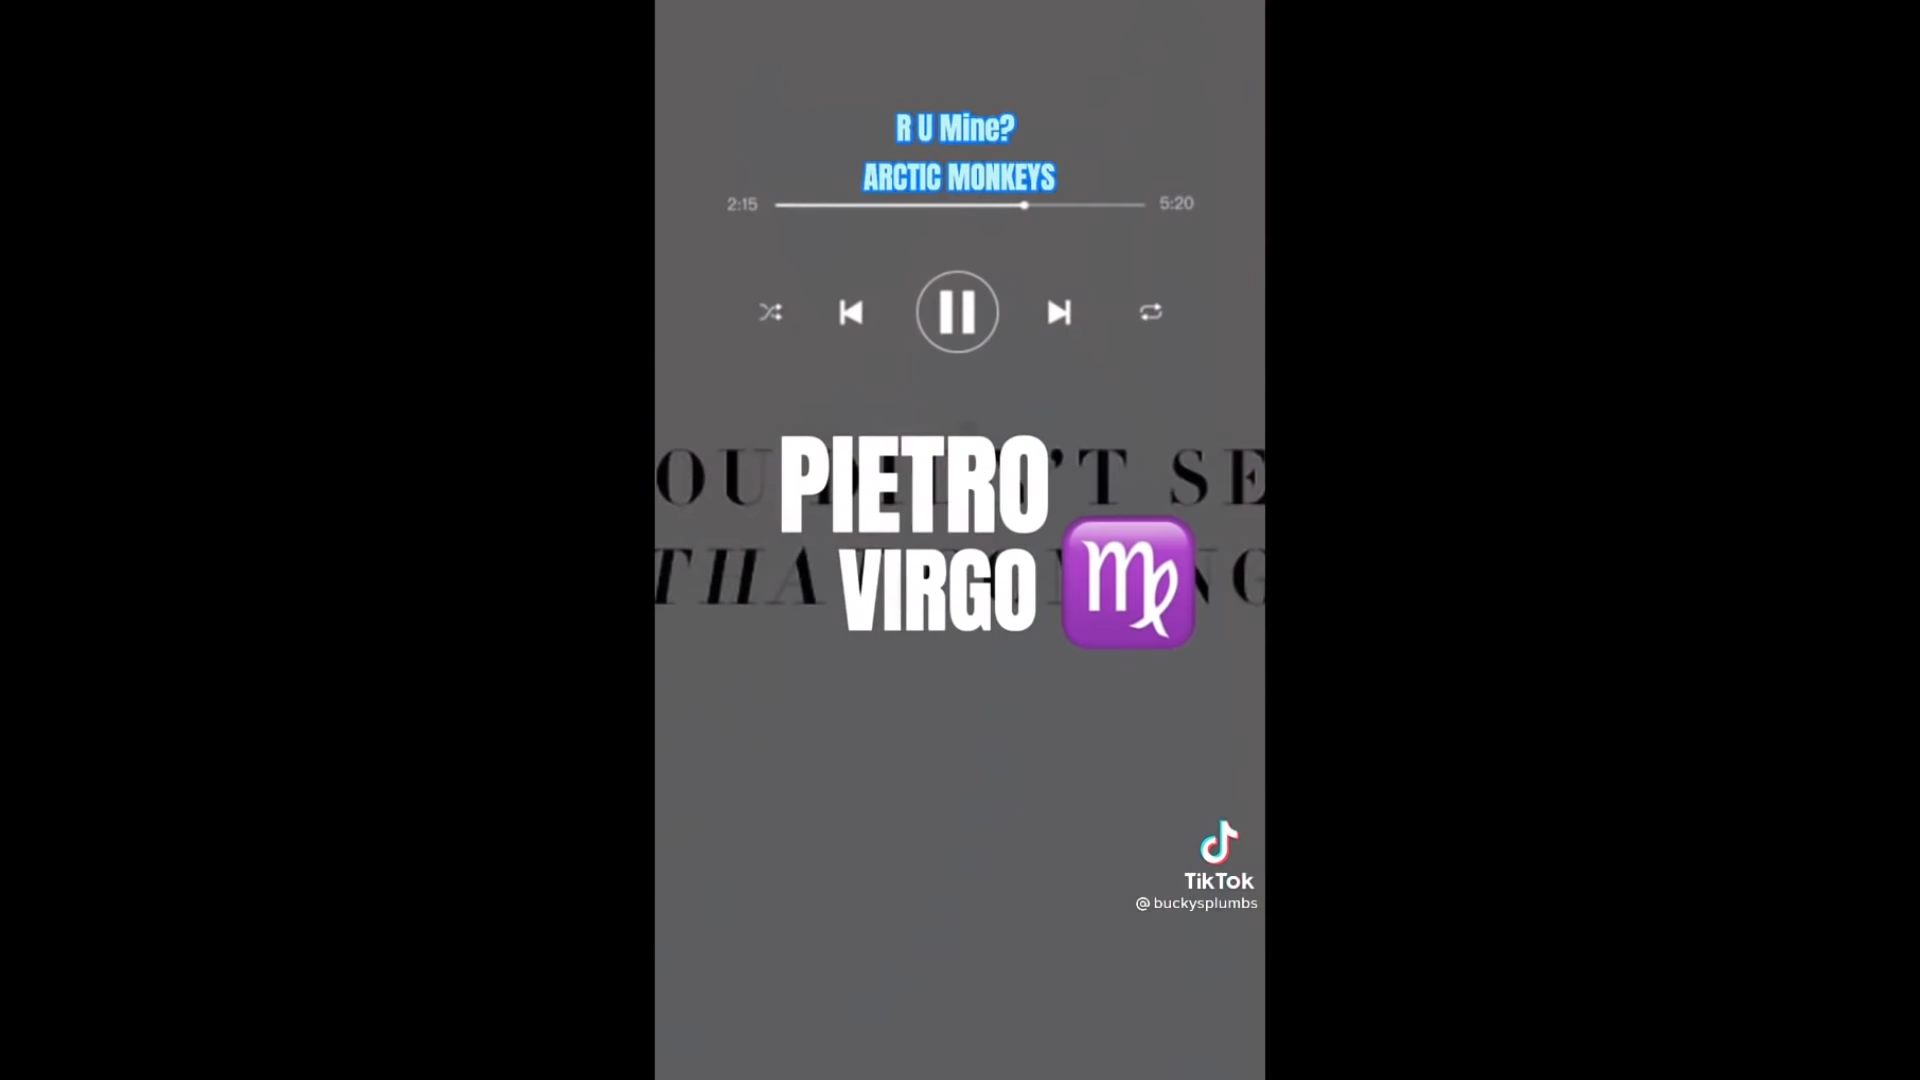 R U Mine?
ARCTIC MONKEYS
2:15
5:20
PIETRO
VIRGO
TikTok
@buckysplumbs